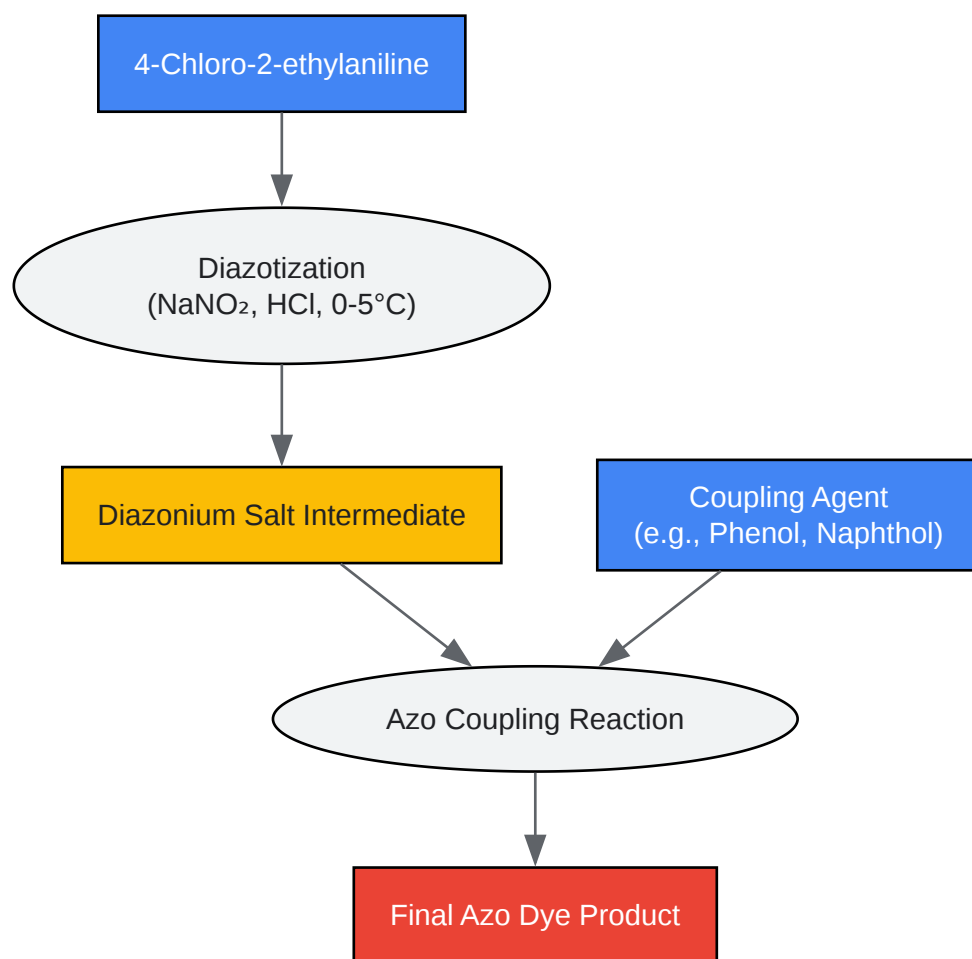 4-Chloro-2-ethylaniline
Diazotization
(NaNO₂, HCl, 0-5°C)
Diazonium Salt Intermediate
Coupling Agent
(e.g., Phenol, Naphthol)
Azo Coupling Reaction
Final Azo Dye Product